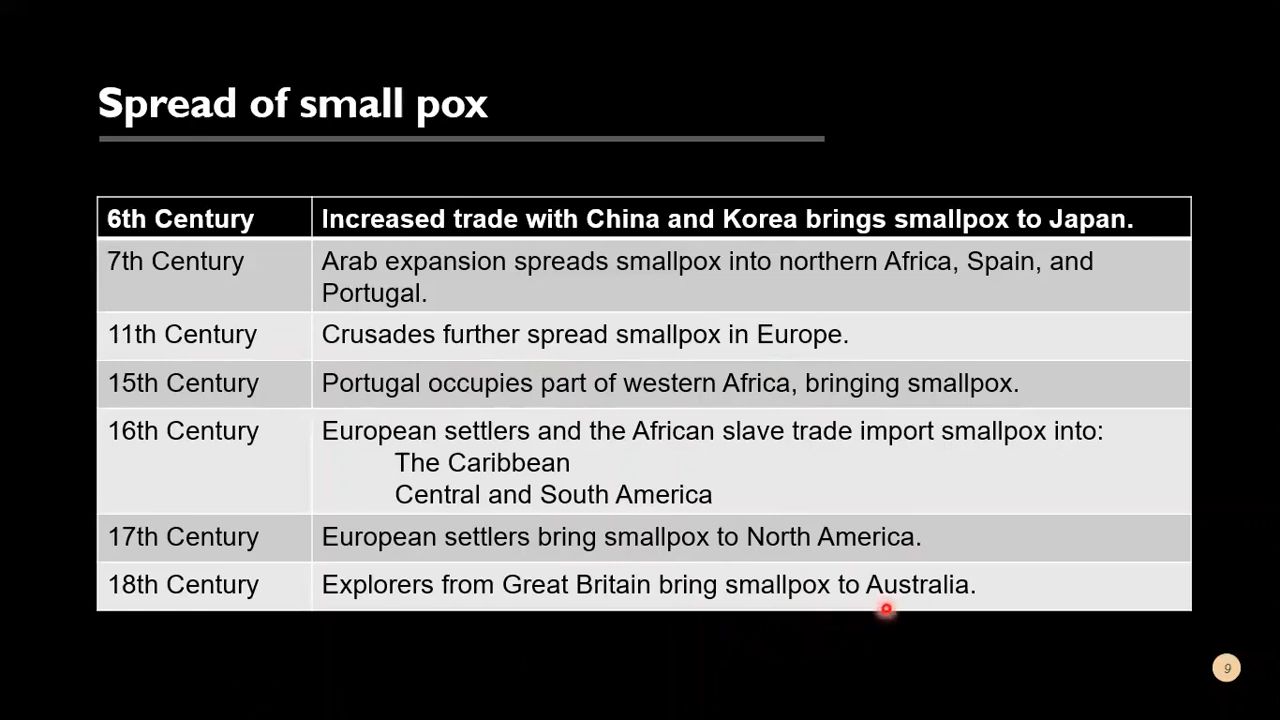 Spread of small pox
6th Century Increased trade with China and Korea brings smallpox to Japan.
7th Century Arab expansion spreads smallpox into northern Africa, Spain, and
Portugal.
11th Century Crusades further spread smallpox in Europe.
15th Century Portugal occupies part of western Africa, bringing smallpox.
16th Century European settlers and the African slave trade import smallpox into:
The Caribbean
Central and South America
17th Century European settlers bring smallpox to North America.
18th Century Explorers from Great Britain bring smallpox to Australia.
9